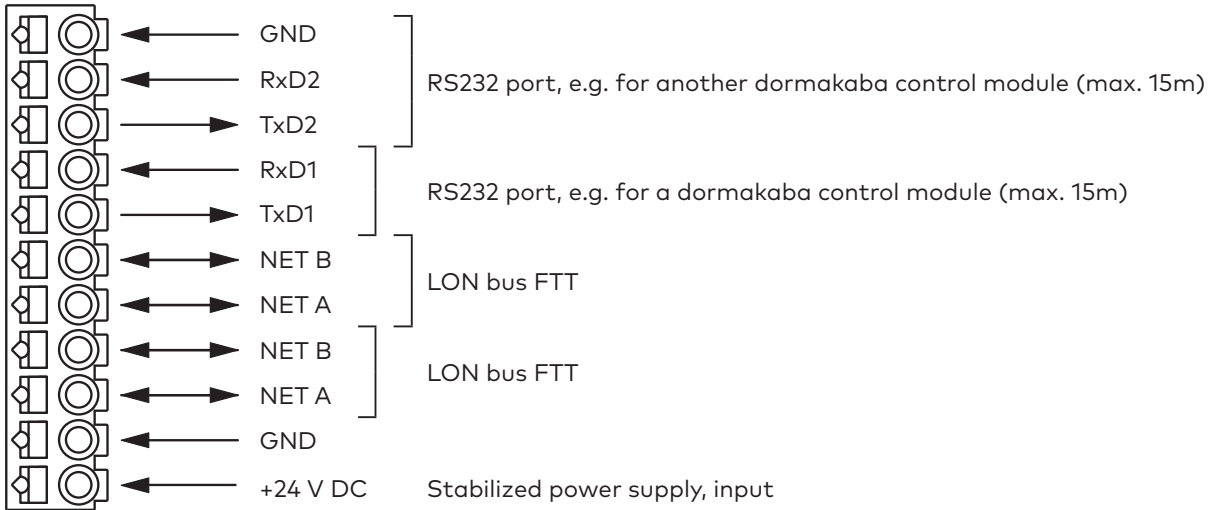 GND
RxD2
RS232 port, e.g. for another dormakaba control module (max. 15m)
TxD2
RxD1
RS232 port, e.g. for a dormakaba control module (max. 15m)
TxD1
NET B
LON bus FTT
NET A
NET B
LON bus FTT
NET A
GND
+24 V DC Stabilized power supply, input